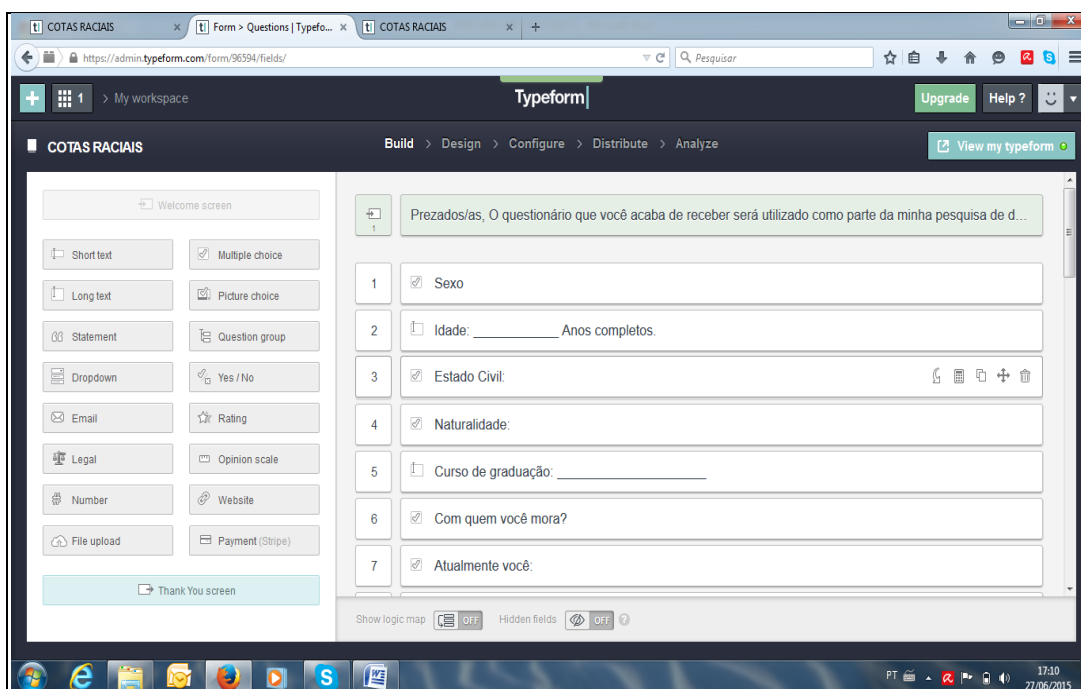 COTAS RACIAIS × Form > Questions | Typefo... × COTAS RACIAIS × +
https://admin.typeform.com/form/96594/fields/ Pesquisar
1 > My workspace Typeform Upgrade Help ?
COTAS RACIAIS Build > Design > Configure > Distribute > Analyze View my typeform
Welcome screen
Short text Multiple choice
Long text Picture choice
Statement Question group
Dropdown Yes / No
Email Rating
Legal Opinion scale
Number Website
File upload Payment (Stripe)
Thank You screen
1 Prezados/as, O questionário que você acaba de receber será utilizado como parte da minha pesquisa de d...
1 Sexo
2 Idade: ____________ Anos completos.
3 Estado Civil:
4 Naturalidade:
5 Curso de graduação: _____________________
6 Com quem você mora?
7 Atualmente você:
Show logic map OFF Hidden fields OFF ?
PT 17:10
27/06/2015